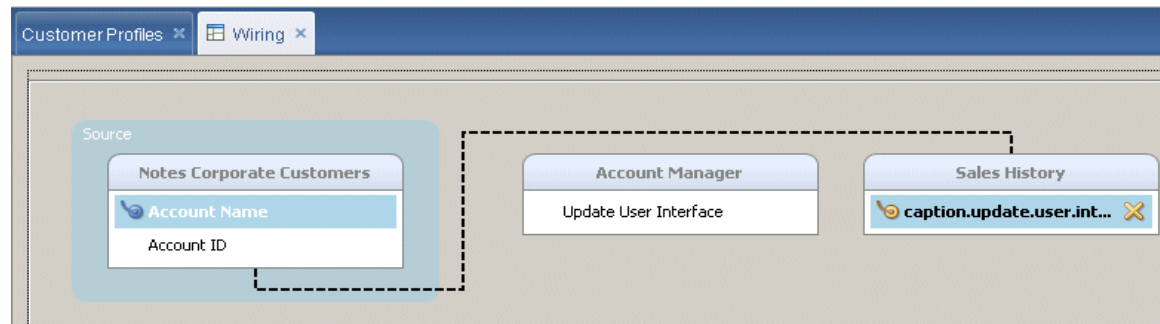 Customer Profiles
Wiring
Source
Notes Corporate Customers
Account Name
Account ID
Account Manager
Update User Interface
Sales History
caption.update.user.int...